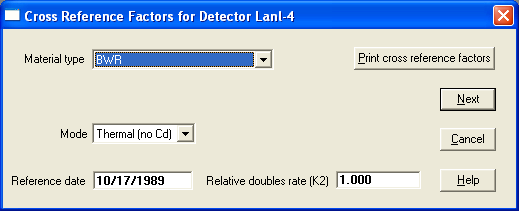 Cross Reference Factors for Detector Lanl-4
Material type BWR Print cross reference factors
Next
Mode Thermal (no Cd) Cancel
Reference date 10/17/1989 Relative doubles rate (K2) 1.000 Help